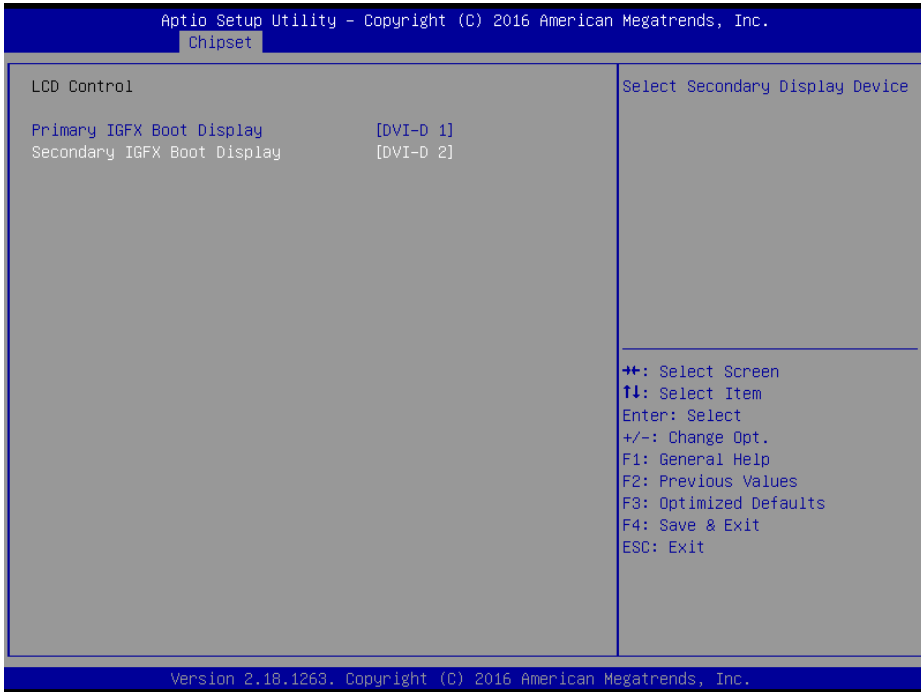 Aptio Setup Utility – Copyright (C) 2016 American Megatrends, Inc.
Chipset
LCD Control
Primary IGFX Boot Display [DVI-D 1]
Secondary IGFX Boot Display [DVI-D 2]
Select Secondary Display Device
→←: Select Screen
↑↓: Select Item
Enter: Select
+/-: Change Opt.
F1: General Help
F2: Previous Values
F3: Optimized Defaults
F4: Save & Exit
ESC: Exit
Version 2.18.1263. Copyright (C) 2016 American Megatrends, Inc.